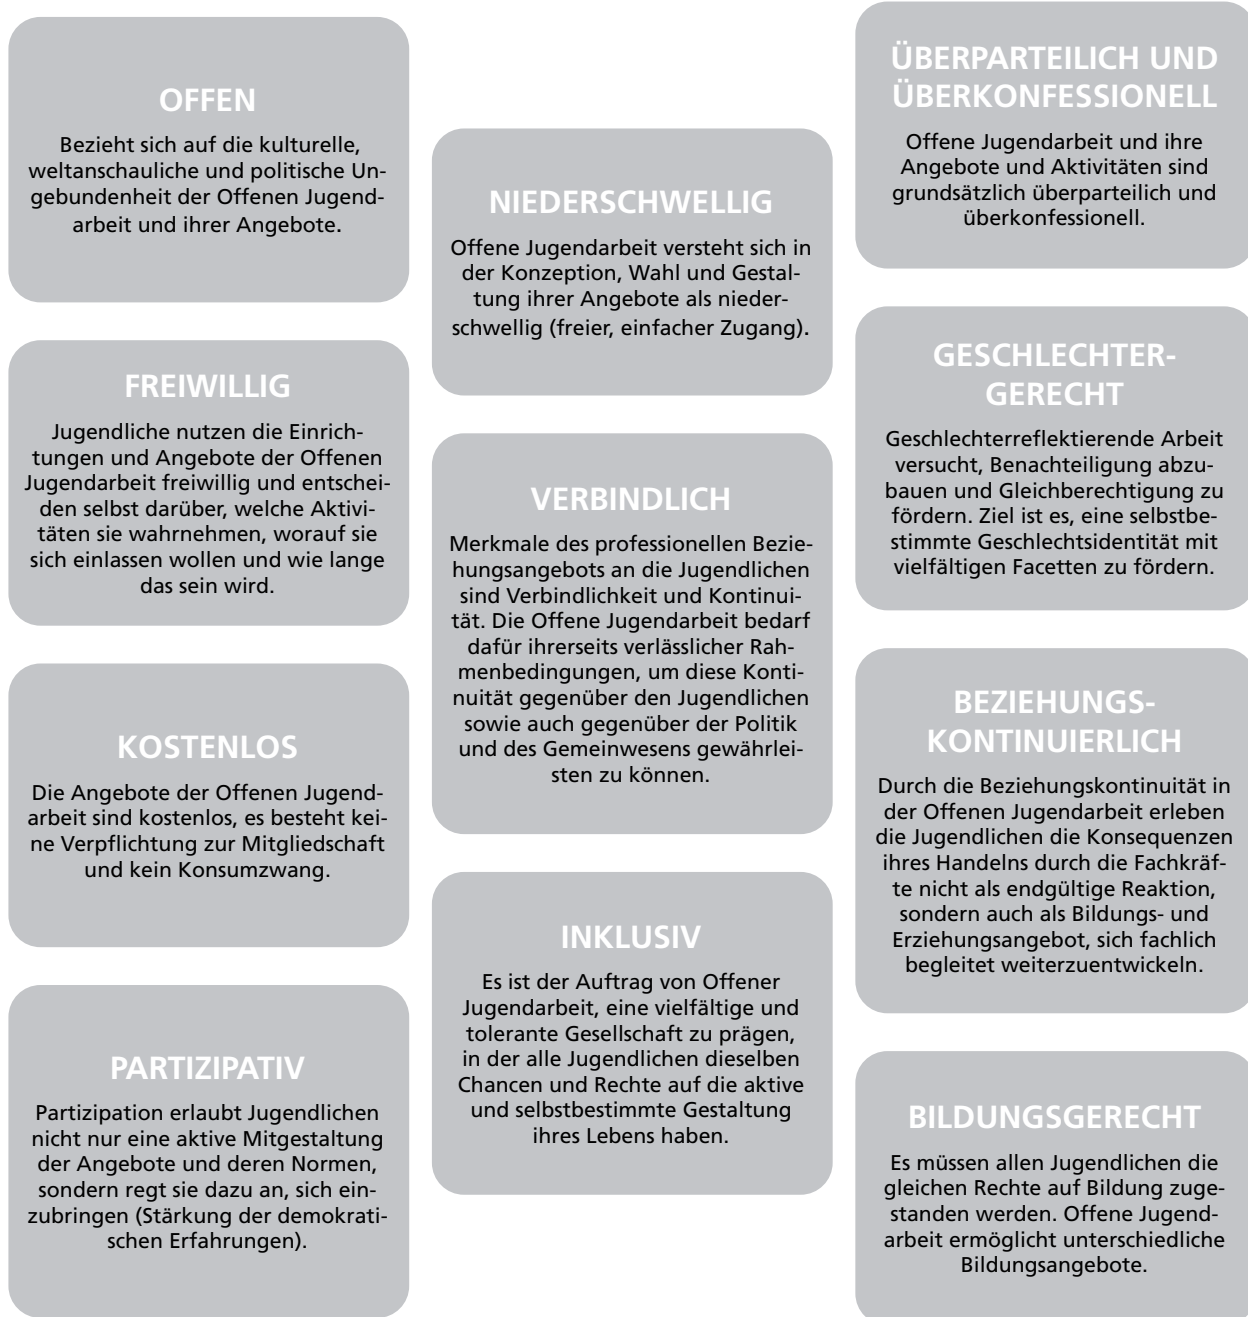 OFFEN
Bezieht sich auf die kulturelle,
weltanschauliche und politische Un-
gebundenheit der Offenen Jugend-
arbeit und ihrer Angebote.
FREIWILLIG
Jugendliche nutzen die Einrich-
tungen und Angebote der Offenen
Jugendarbeit freiwillig und entschei-
den selbst darüber, welche Aktivi-
täten sie wahrnehmen, worauf sie
sich einlassen wollen und wie lange
das sein wird.
KOSTENLOS
Die Angebote der Offenen Jugend-
arbeit sind kostenlos, es besteht kei-
ne Verpflichtung zur Mitgliedschaft
und kein Konsumzwang.
PARTIZIPATIV
Partizipation erlaubt Jugendlichen
nicht nur eine aktive Mitgestaltung
der Angebote und deren Normen,
sondern regt sie dazu an, sich ein-
zubringen (Stärkung der demokrati-
schen Erfahrungen).
NIEDERSCHWELLIG
Offene Jugendarbeit versteht sich in
der Konzeption, Wahl und Gestal-
tung ihrer Angebote als nieder-
schwellig (freier, einfacher Zugang).
VERBINDLICH
Merkmale des professionellen Bezie-
hungsangebots an die Jugendlichen
sind Verbindlichkeit und Kontinui-
tät. Die Offene Jugendarbeit bedarf
dafür ihrerseits verlässlicher Rah-
menbedingungen, um diese Konti-
nuität gegenüber den Jugendlichen
sowie auch gegenüber der Politik
und des Gemeinwesens gewährlei-
sten zu können.
INKLUSIV
Es ist der Auftrag von Offener
Jugendarbeit, eine vielfältige und
tolerante Gesellschaft zu prägen,
in der alle Jugendlichen dieselben
Chancen und Rechte auf die aktive
und selbstbestimmte Gestaltung
ihres Lebens haben.
ÜBERPARTEILICH UND
ÜBERKONFESSIONELL
Offene Jugendarbeit und ihre
Angebote und Aktivitäten sind
grundsätzlich überparteilich und
überkonfessionell.
GESCHLECHTER-
GERECHT
Geschlechterreflektierende Arbeit
versucht, Benachteiligung abzu-
bauen und Gleichberechtigung zu
fördern. Ziel ist es, eine selbstbe-
stimmte Geschlechtsidentität mit
vielfältigen Facetten zu fördern.
BEZIEHUNGS-
KONTINUIERLICH
Durch die Beziehungskontinuität in
der Offenen Jugendarbeit erleben
die Jugendlichen die Konsequenzen
ihres Handelns durch die Fachkräf-
te nicht als endgültige Reaktion,
sondern auch als Bildungs- und
Erziehungsangebot, sich fachlich
begleitet weiterzuentwickeln.
BILDUNGSGERECHT
Es müssen allen Jugendlichen die
gleichen Rechte auf Bildung zuge-
standen werden. Offene Jugend-
arbeit ermöglicht unterschiedliche
Bildungsangebote.